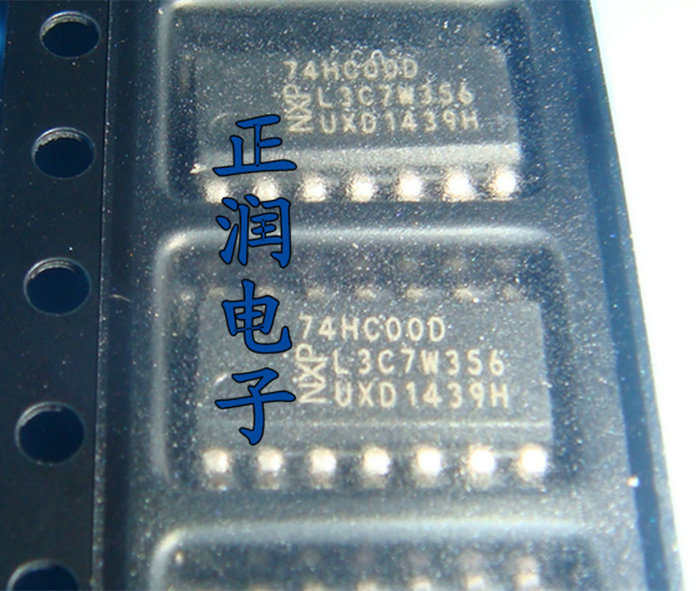 74HC00D
NXP
L3C7W356
UXD1439H
正润电子
74HC00D
NXP
L3C7W356
UXD1439H